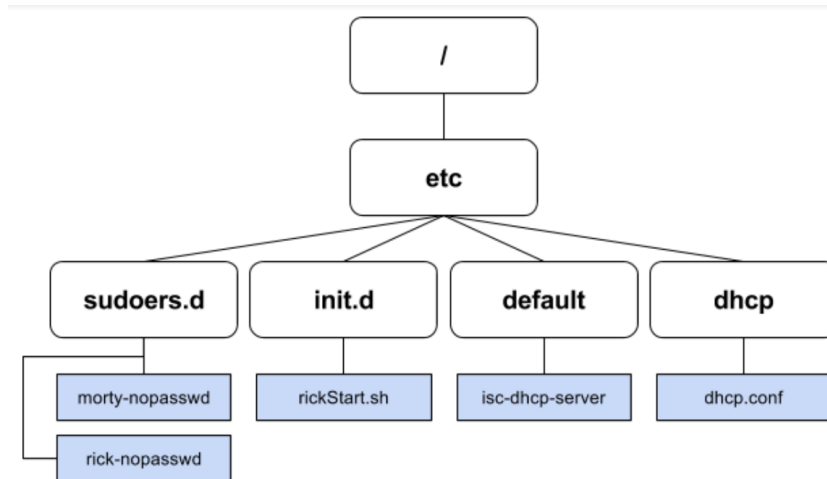 /
etc
sudoers.d
init.d
default
dhcp
morty-nopasswd
rickStart.sh
isc-dhcp-server
dhcp.conf
rick-nopasswd